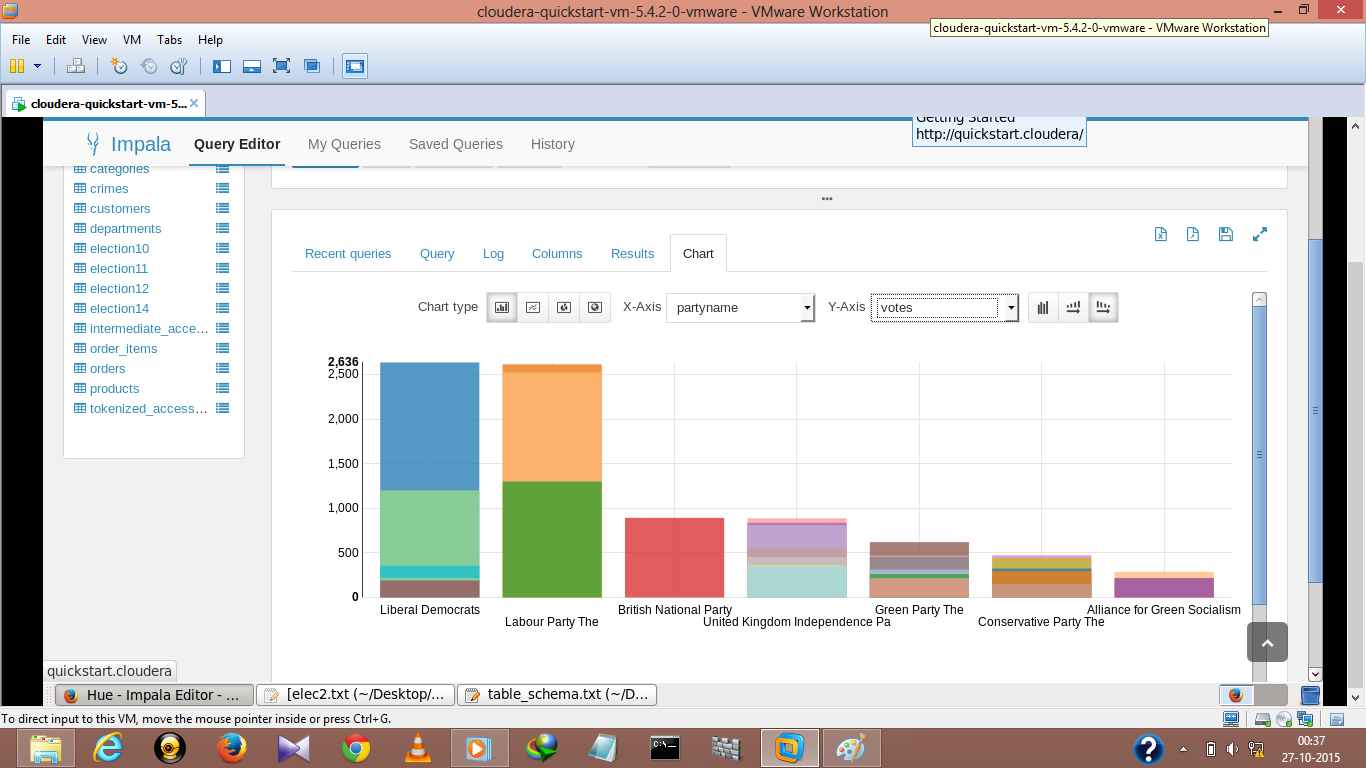 cloudera-quickstart-vm-5.4.2-0-vmware - VMware Workstation
cloudera-quickstart-vm-5.4.2-0-vmware - VMware Workstation
File Edit View VM Tabs Help
cloudera-quickstart-vm-5...
Getting Started
http://quickstart.cloudera/
Impala Query Editor My Queries Saved Queries History
categories
crimes
customers
departments
election10
election11
election12
election14
intermediate_acce...
order_items
orders
products
tokenized_access...
Recent queries Query Log Columns Results Chart
Chart type X-Axis partyname Y-Axis votes
2,636
2,500
2,000
1,500
1,000
500
0
Liberal Democrats British National Party Green Party The Alliance for Green Socialism
Labour Party The United Kingdom Independence Pa Conservative Party The
quickstart.cloudera
Hue - Impala Editor - ... [elec2.txt (~/Desktop/... table_schema.txt (~/D...
To direct input to this VM, move the mouse pointer inside or press Ctrl+G.
00:37
27-10-2015